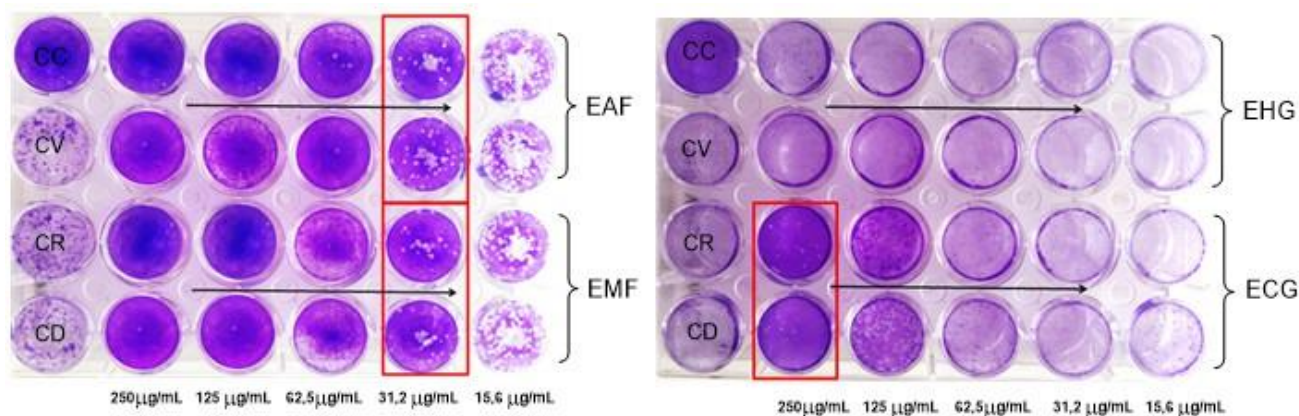 CC
CV
CR
CD
EAF
EMF
250µg/mL 125 µg/mL 62,5µg/mL 31,2 µg/mL 15,6 µg/mL
CC
CV
CR
CD
EHG
ECG
250µg/mL 125 µg/mL 62,5µg/mL 31,2 µg/mL 15,6 µg/mL